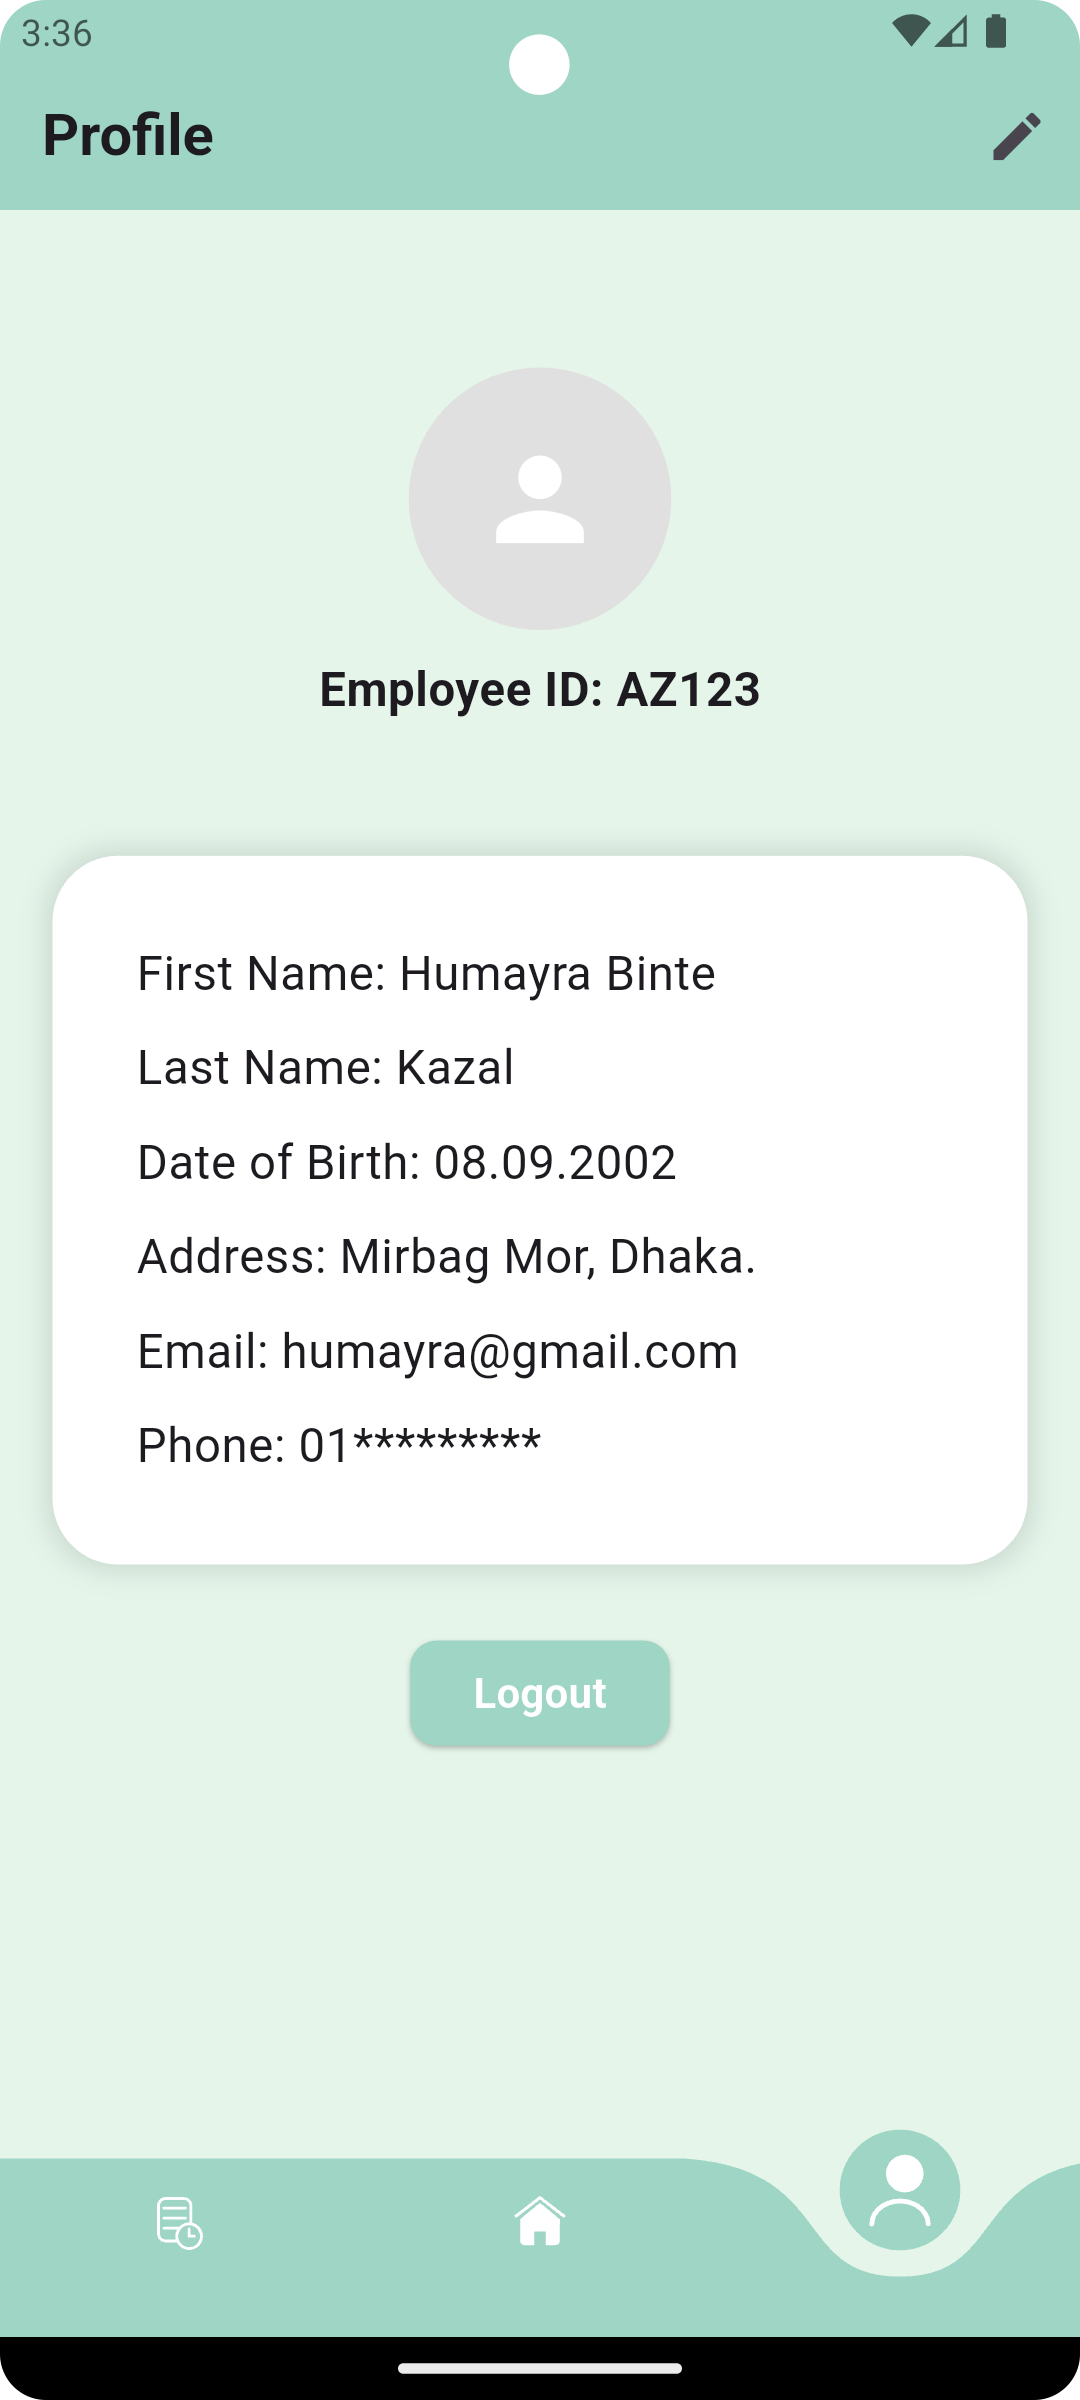 3:36
Profile
Employee ID: AZ123
First Name: Humayra Binte
Last Name: Kazal
Date of Birth: 08.09.2002
Address: Mirbag Mor, Dhaka.
Email: humayra@gmail.com
Phone: 01*********
Logout